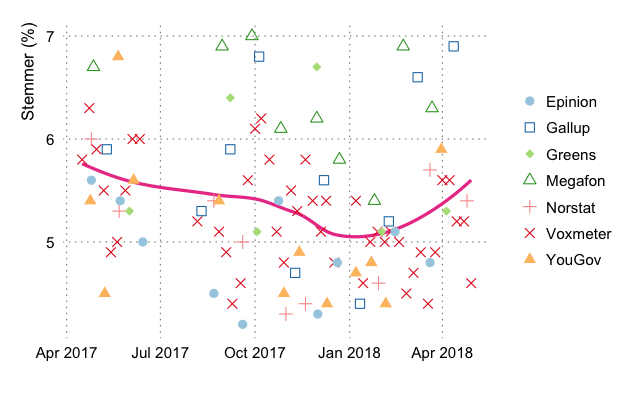 Stemmer (%)
7
6
5
Apr 2017 Jul 2017 Oct 2017 Jan 2018 Apr 2018
Epinion
Gallup
Greens
Megafon
Norstat
Voxmeter
YouGov